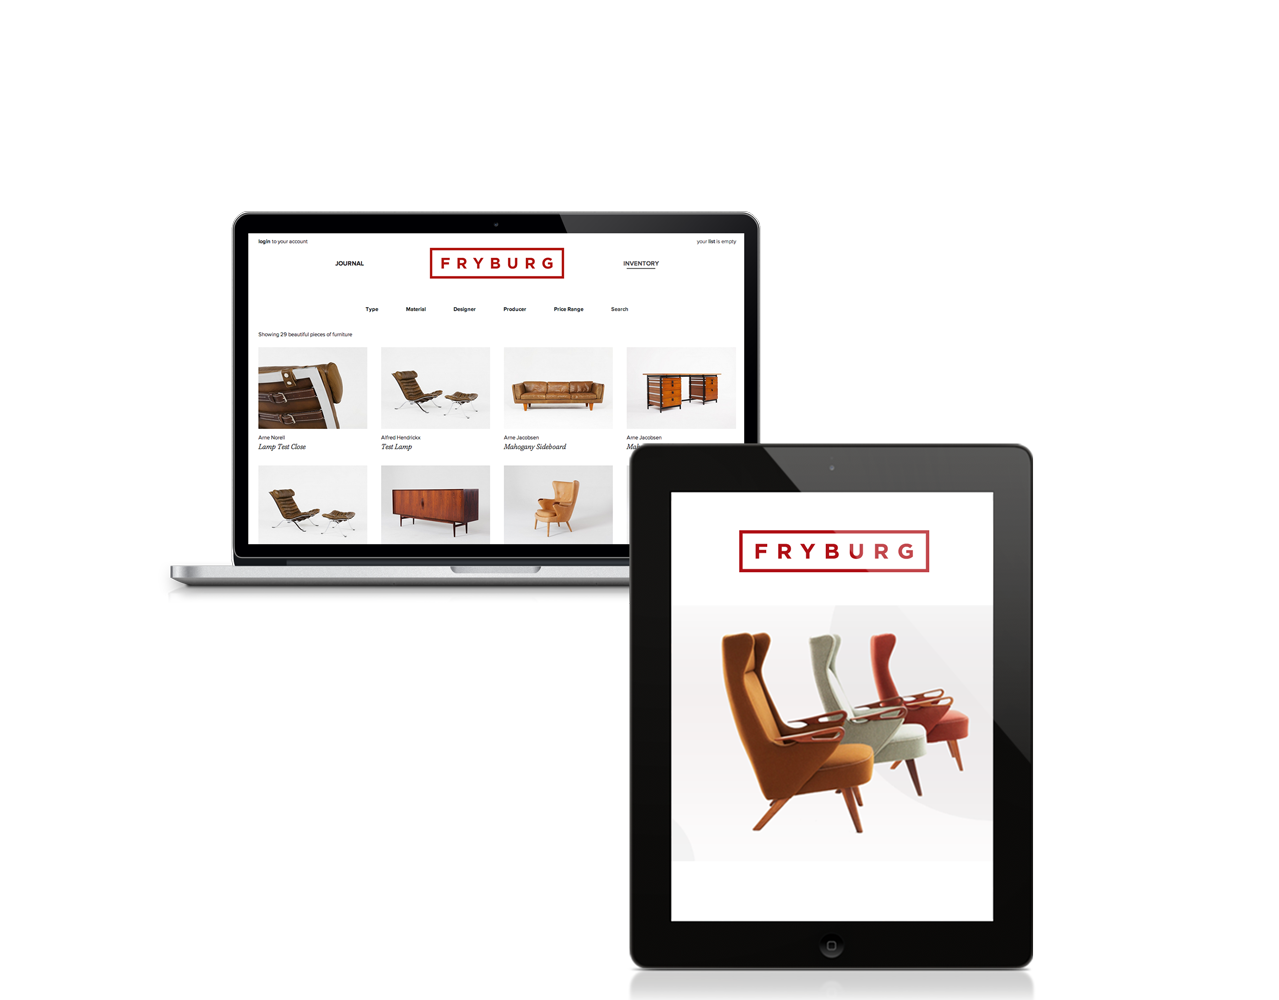 login to your account
your list is empty
JOURNAL
FRYBURG
INVENTORY
Type Material Designer Producer Price Range Search
Showing 29 beautiful pieces of furniture
Arne Norell Alfred Hendrickx Arne Jacobsen Arne Jacobsen
Lamp Test Close Test Lamp Mahogany Sideboard Mah
FRYBURG